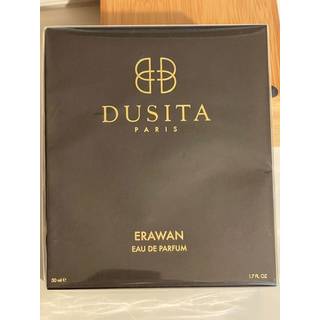 DUSITA
PARIS
ERAWAN
EAU DE PARFUM
50 ml ℮ 1.7 FL OZ